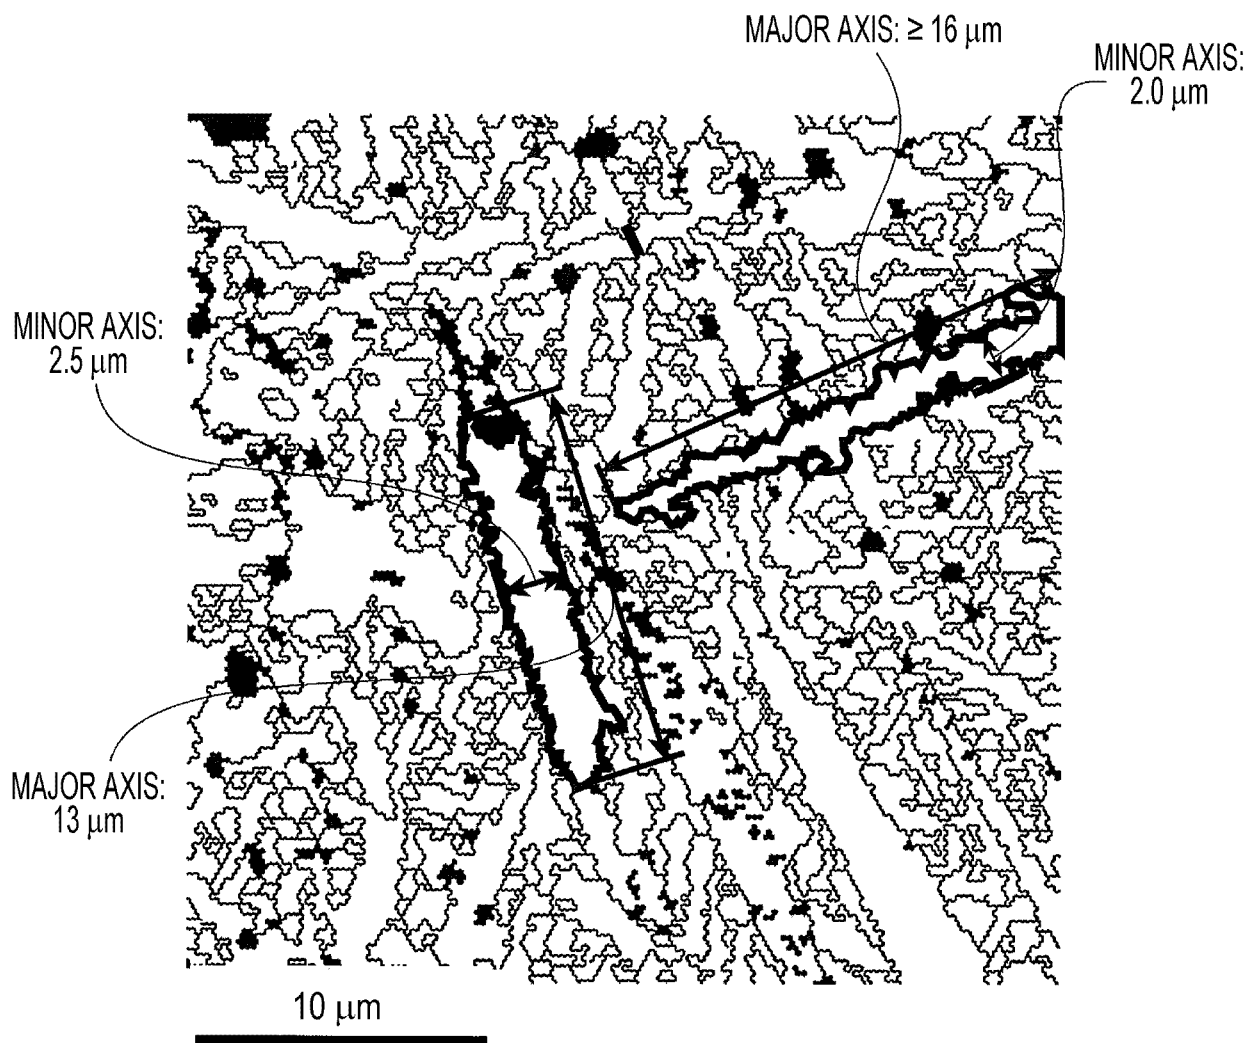 MAJOR AXIS: ≥ 16 μm
MINOR AXIS:
2.0 μm
MINOR AXIS:
2.5 μm
MAJOR AXIS:
13 μm
10 μm